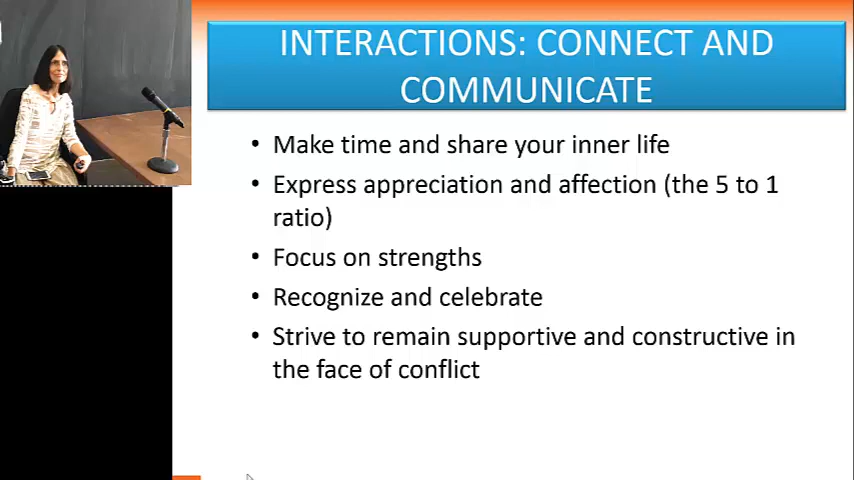 INTERACTIONS: CONNECT AND
COMMUNICATE
• Make time and share your inner life
• Express appreciation and affection (the 5 to 1
ratio)
• Focus on strengths
• Recognize and celebrate
• Strive to remain supportive and constructive in
the face of conflict